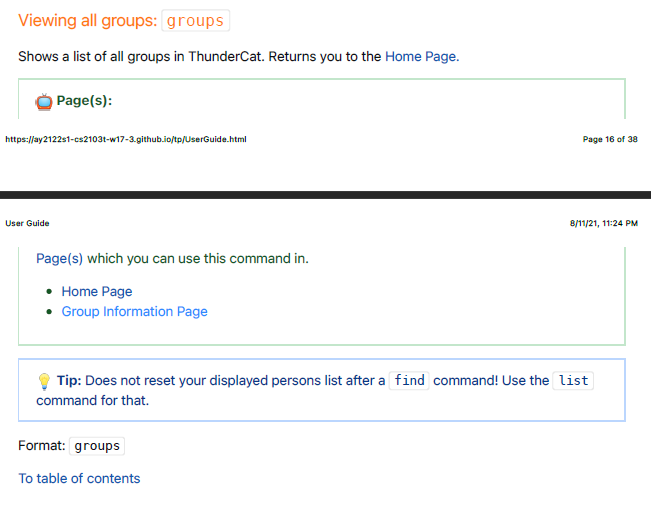 Viewing all groups: groups
Shows a list of all groups in ThunderCat. Returns you to the Home Page.
Page(s):
https://ay2122s1-cs2103t-w17-3.github.io/tp/UserGuide.html Page 16 of 38
User Guide 8/11/21, 11:24 PM
Page(s) which you can use this command in.
• Home Page
• Group Information Page
Tip: Does not reset your displayed persons list after a find command! Use the list
command for that.
Format: groups
To table of contents